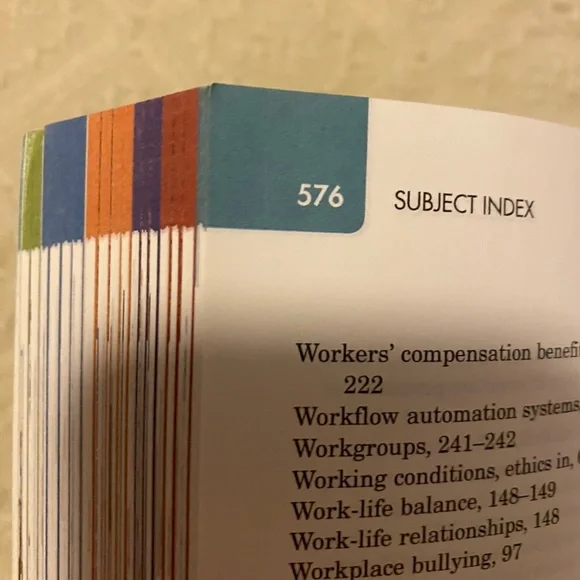 576 SUBJECT INDEX
Workers' compensation
222
Workflow automation systems,
Workgroups, 241–242
Working conditions, ethics in,
Work-life balance, 148–149
Work-life relationships, 148
Workplace bullying, 97